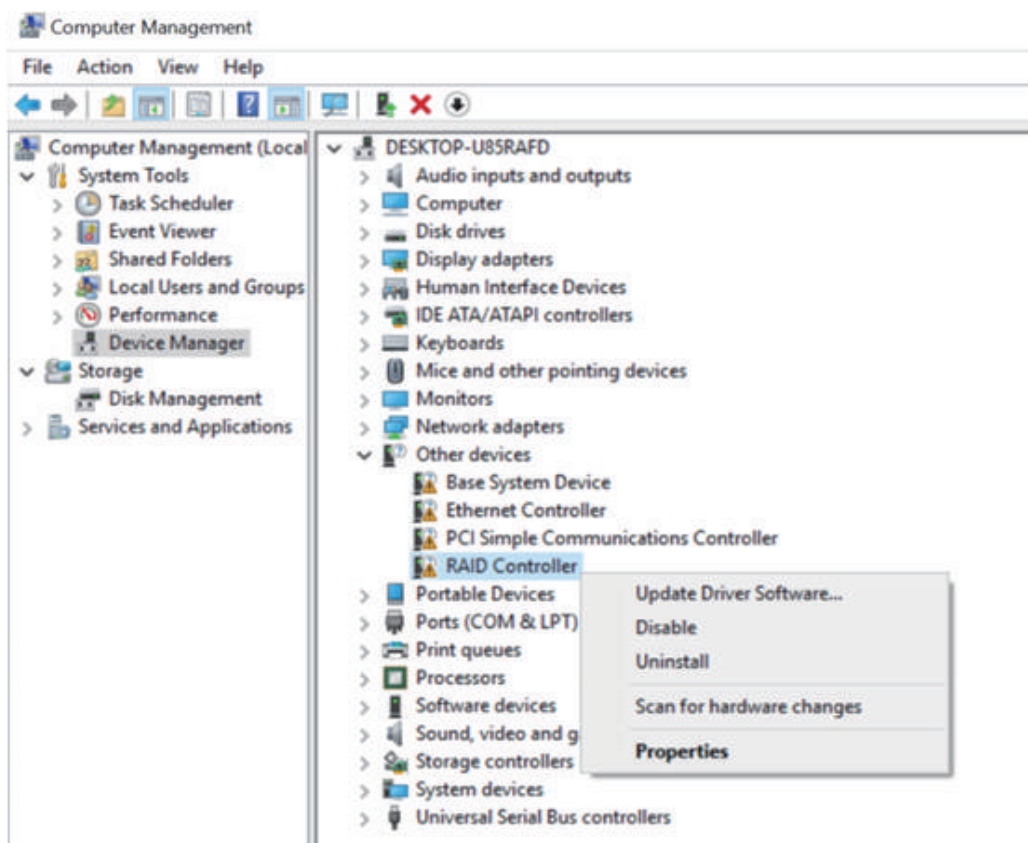 Computer Management
File Action View Help
Computer Management (Local
System Tools
Task Scheduler
Event Viewer
Shared Folders
Local Users and Groups
Performance
Device Manager
Storage
Disk Management
Services and Applications
DESKTOP-U85RAFD
Audio inputs and outputs
Computer
Disk drives
Display adapters
Human Interface Devices
IDE ATA/ATAPI controllers
Keyboards
Mice and other pointing devices
Monitors
Network adapters
Other devices
Base System Device
Ethernet Controller
PCI Simple Communications Controller
RAID Controller
Portable Devices
Ports (COM & LPT)
Print queues
Processors
Software devices
Sound, video and g
Storage controllers
System devices
Universal Serial Bus controllers
Update Driver Software...
Disable
Uninstall
Scan for hardware changes
Properties